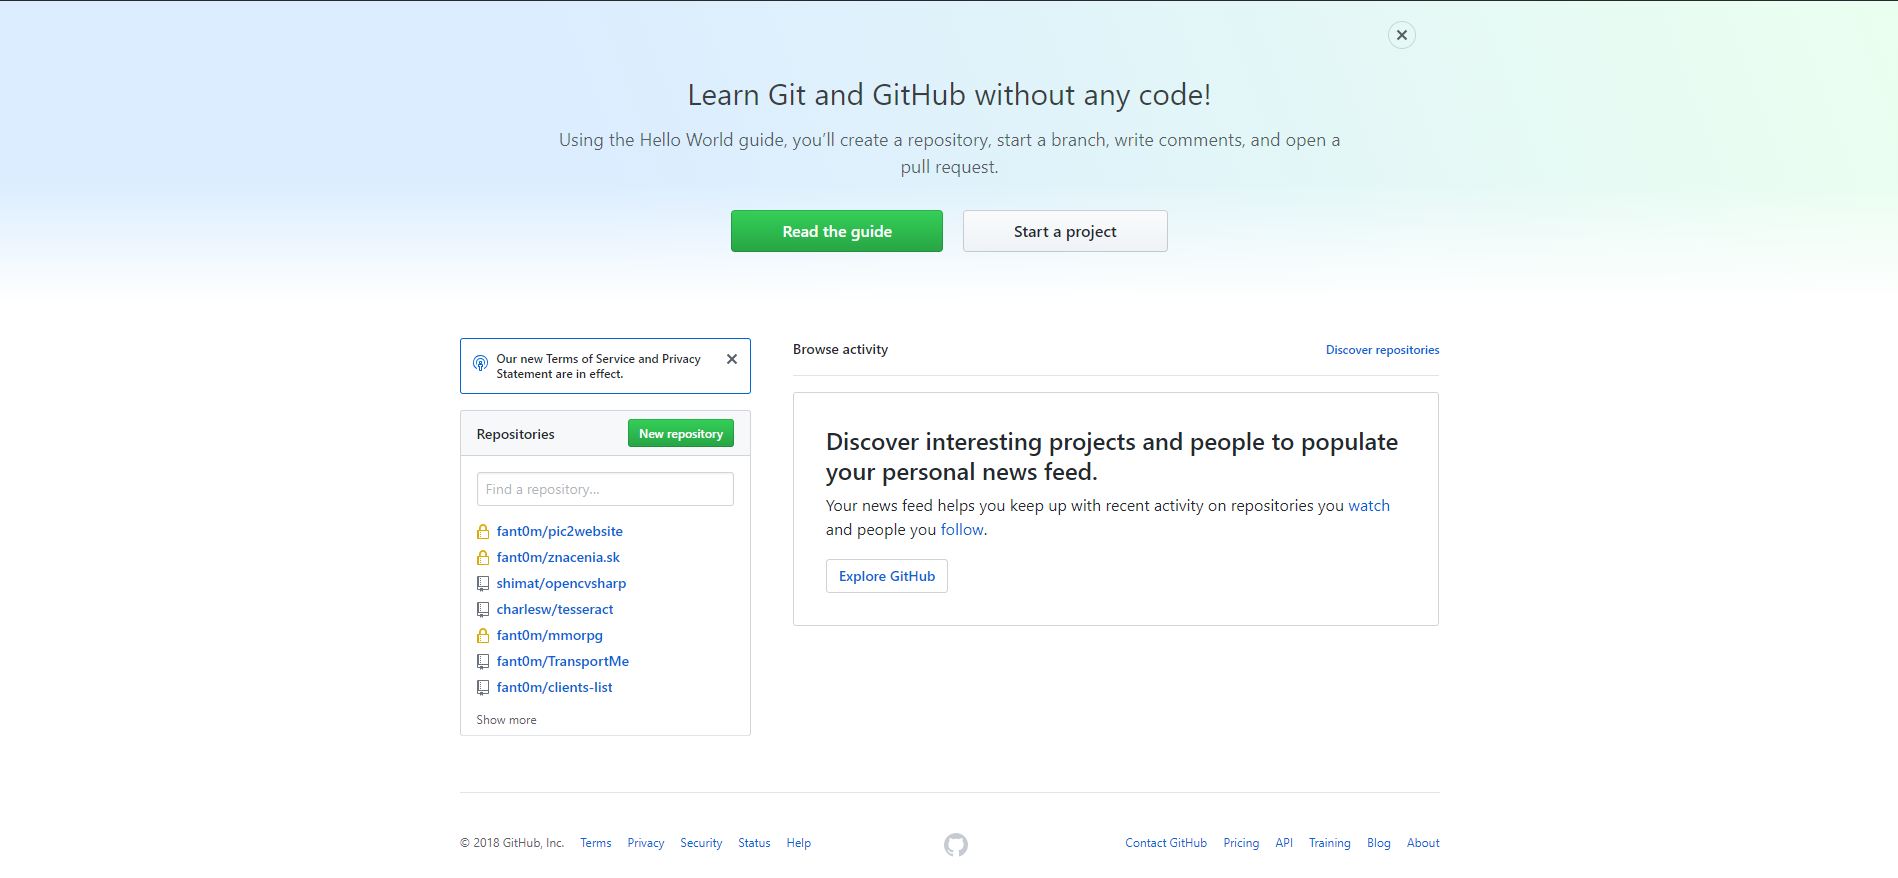 Learn Git and GitHub without any code!
Using the Hello World guide, you’ll create a repository, start a branch, write comments, and open a
pull request.
Read the guide
Start a project
Our new Terms of Service and Privacy
Statement are in effect.
Repositories
New repository
Find a repository…
fant0m/pic2website
fant0m/znacenia.sk
shimat/opencvsharp
charlesw/tesseract
fant0m/mmorpg
fant0m/TransportMe
fant0m/clients-list
Show more
Browse activity
Discover repositories
Discover interesting projects and people to populate
your personal news feed.
Your news feed helps you keep up with recent activity on repositories you watch
and people you follow.
Explore GitHub
© 2018 GitHub, Inc. Terms Privacy Security Status Help
Contact GitHub Pricing API Training Blog About